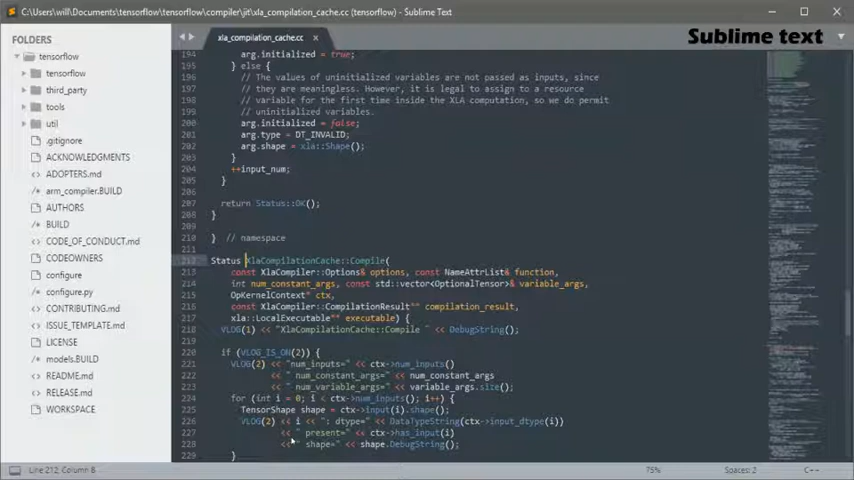 C:\Users\will\Documents\tensorflow\tensorflow\compiler\jit\xla_compilation_cache.cc (tensorflow) - Sublime Text
FOLDERS
tensorflow
tensorflow
third_party
tools
util
.gitignore
ACKNOWLEDGMENTS
ADOPTERS.md
arm_compiler.BUILD
AUTHORS
BUILD
CODE_OF_CONDUCT.md
CODEOWNERS
configure
configure.py
CONTRIBUTING.md
ISSUE_TEMPLATE.md
LICENSE
models.BUILD
README.md
RELEASE.md
WORKSPACE
xla_compilation_cache.cc
Sublime text
194 arg.initialized = true;
195 } else {
196 // The values of uninitialized variables are not passed as inputs, since
197 // they are meaningless. However, it is legal to assign to a resource
198 // variable for the first time inside the XLA computation, so we do permit
199 // uninitialized variables.
200 arg.initialized = false;
201 arg.type = DT_INVALID;
202 arg.shape = xla::Shape();
203 }
204 ++input_num;
205 }
206
207 return Status::OK();
208 }
209
210 } // namespace
211
212 Status XlaCompilationCache::Compile(
213 const XlaCompiler::Options& options, const NameAttrList& function,
214 int num_constant_args, const std::vector<OptionalTensor>& variable_args,
215 OpKernelContext* ctx,
216 const XlaCompiler::CompilationResult** compilation_result,
217 xla::LocalExecutable** executable) {
218 VLOG(1) << "XlaCompilationCache::Compile " << DebugString();
219
220 if (VLOG_IS_ON(2)) {
221 VLOG(2) << "num_inputs=" << ctx->num_inputs()
222 << " num_constant_args=" << num_constant_args
223 << " num_variable_args=" << variable_args.size();
224 for (int i = 0; i < ctx->num_inputs(); i++) {
225 TensorShape shape = ctx->input(i).shape();
226 VLOG(2) << i << ": dtype=" << DataTypeString(ctx->input_dtype(i))
227 << " present=" << ctx->has_input(i)
228 << " shape=" << shape.DebugString();
229 }
Line 212, Column 8
75%
Spaces: 2
C++